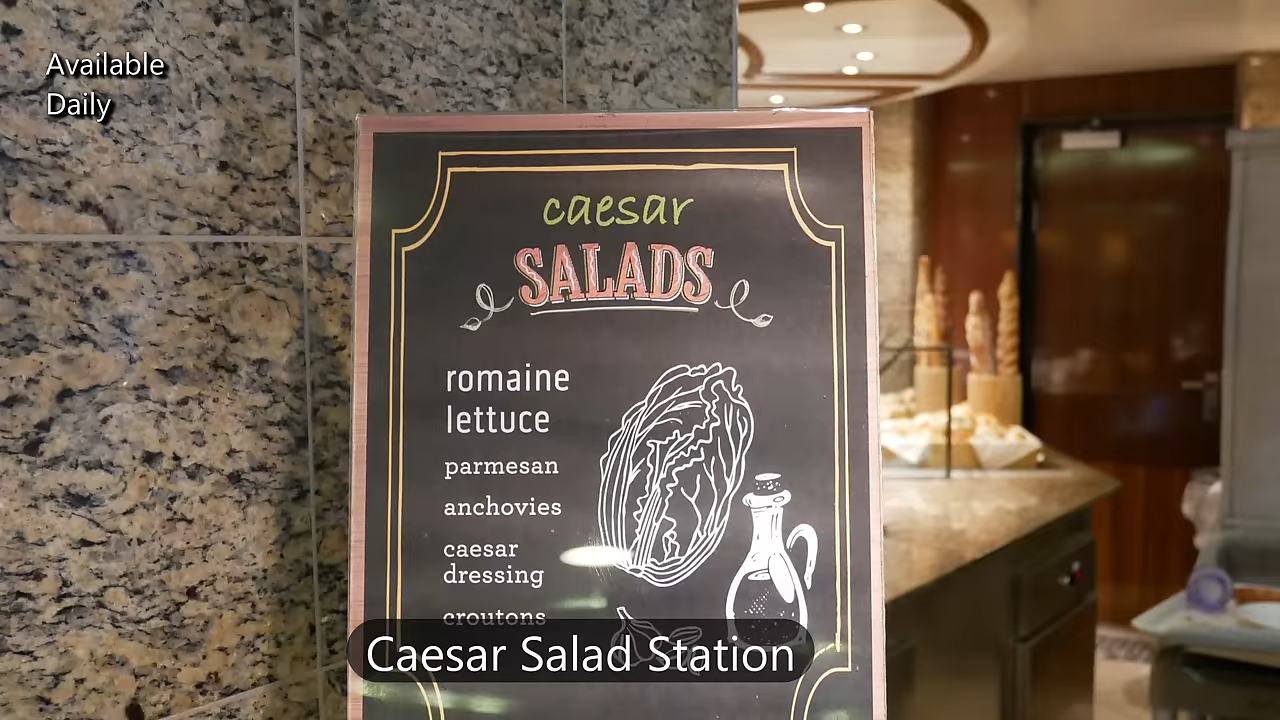 Available
Daily
caesar
SALADS
romaine
lettuce
parmesan
anchovies
caesar
dressing
croutons
Caesar Salad Station